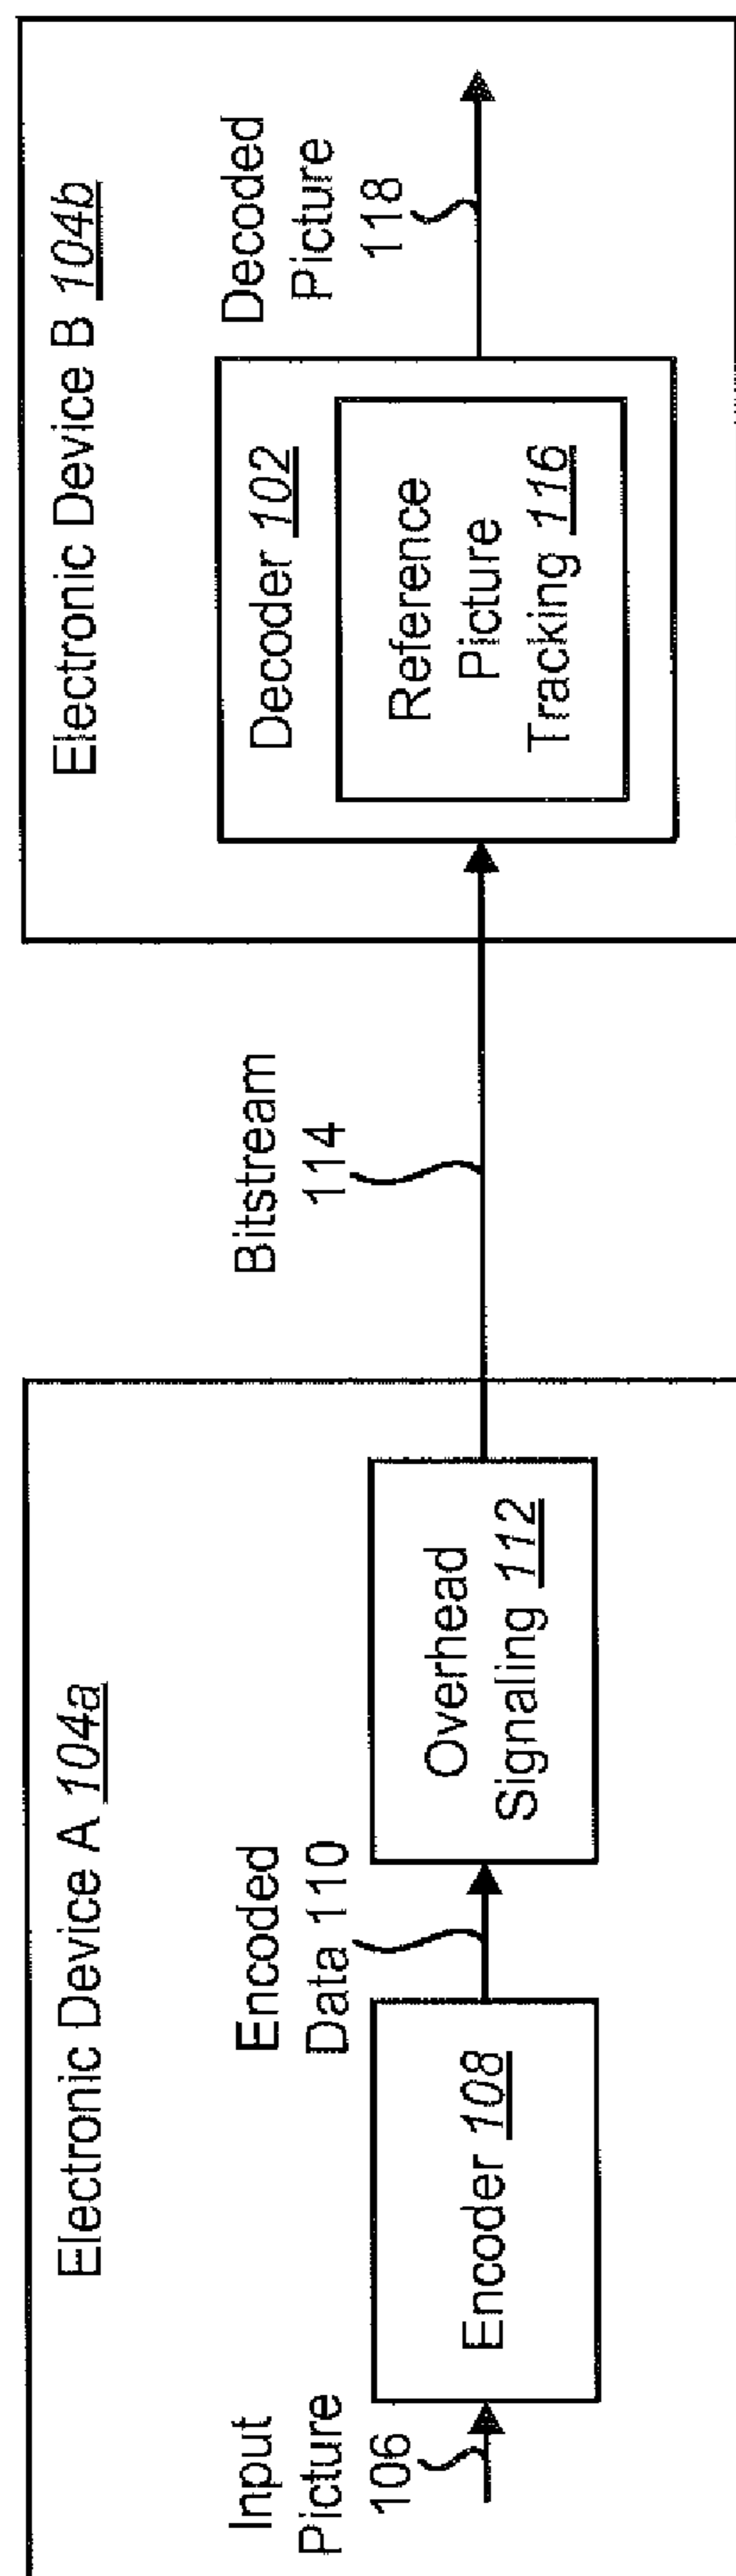 Electronic Device A 104a
Input
Picture
106
Encoder 108
Encoded
Data 110
Overhead
Signaling 112
Bitstream
114
Electronic Device B 104b
Decoder 102
Reference
Picture
Tracking 116
Decoded
Picture
118